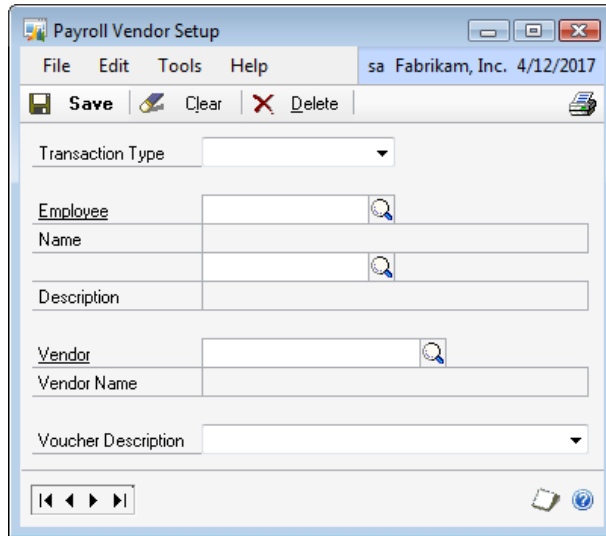 Payroll Vendor Setup
File Edit Tools Help sa Fabrikam, Inc. 4/12/2017
Save Clear Delete
Transaction Type
Employee
Name
Description
Vendor
Vendor Name
Voucher Description